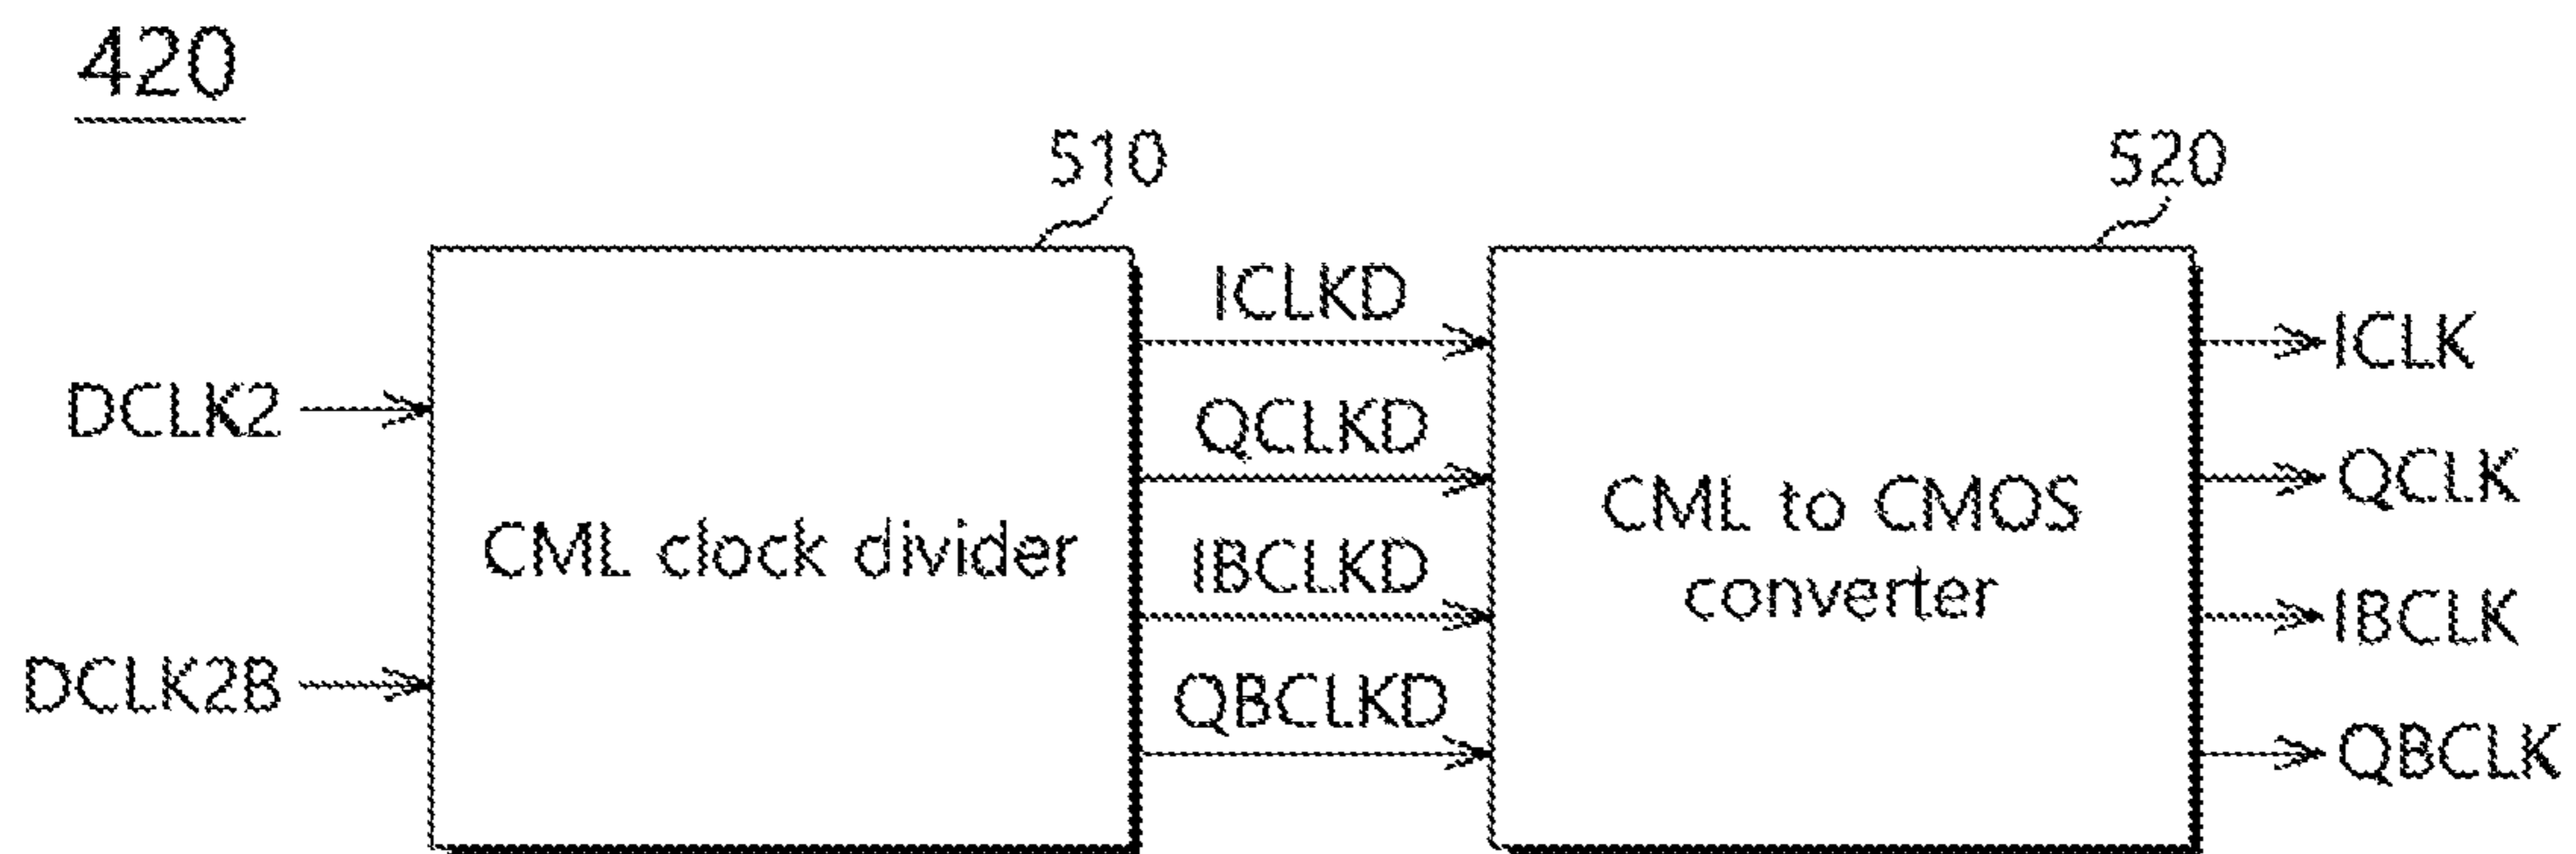 420
510
520
DCLK2
DCLK2B
CML clock divider
ICLKD
QCLKD
IBCLKD
QBCLKD
CML to CMOS
converter
ICLK
QCLK
IBCLK
QBCLK